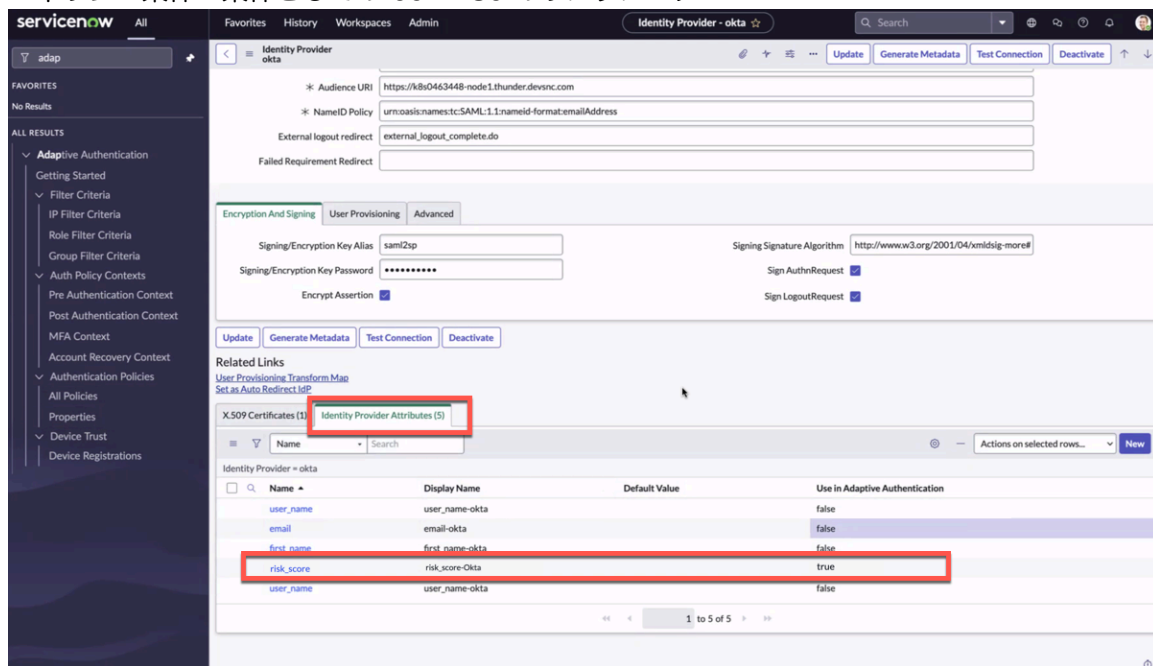 servicenow All Favorites History Workspaces Admin Identity Provider - okta Search
adap
Identity Provider
okta
Update Generate Metadata Test Connection Deactivate
FAVORITES
No Results
ALL RESULTS
Adaptive Authentication
Getting Started
Filter Criteria
IP Filter Criteria
Role Filter Criteria
Group Filter Criteria
Auth Policy Contexts
Pre Authentication Context
Post Authentication Context
MFA Context
Account Recovery Context
Authentication Policies
All Policies
Properties
Device Trust
Device Registrations
Audience URI https://k8s0463448-node1.thunder.devsnc.com
NameID Policy urn:oasis:names:tc:SAML:1.1:nameid-format:emailAddress
External logout redirect external_logout_complete.do
Failed Requirement Redirect
Encryption And Signing User Provisioning Advanced
Signing/Encryption Key Alias saml2sp Signing Signature Algorithm http://www.w3.org/2001/04/xmldsig-more#
Signing/Encryption Key Password •••••••••• Sign AuthnRequest
Encrypt Assertion Sign LogoutRequest
Update Generate Metadata Test Connection Deactivate
Related Links
User Provisioning Transform Map
Set as Auto Redirect IdP
X.509 Certificates (1) Identity Provider Attributes (5)
Name Search Actions on selected rows... New
Identity Provider = okta
Name Display Name Default Value Use in Adaptive Authentication
user_name user_name-okta false
email email-okta false
first_name first_name-okta false
risk_score risk_score-Okta true
user_name user_name-okta false
1 to 5 of 5